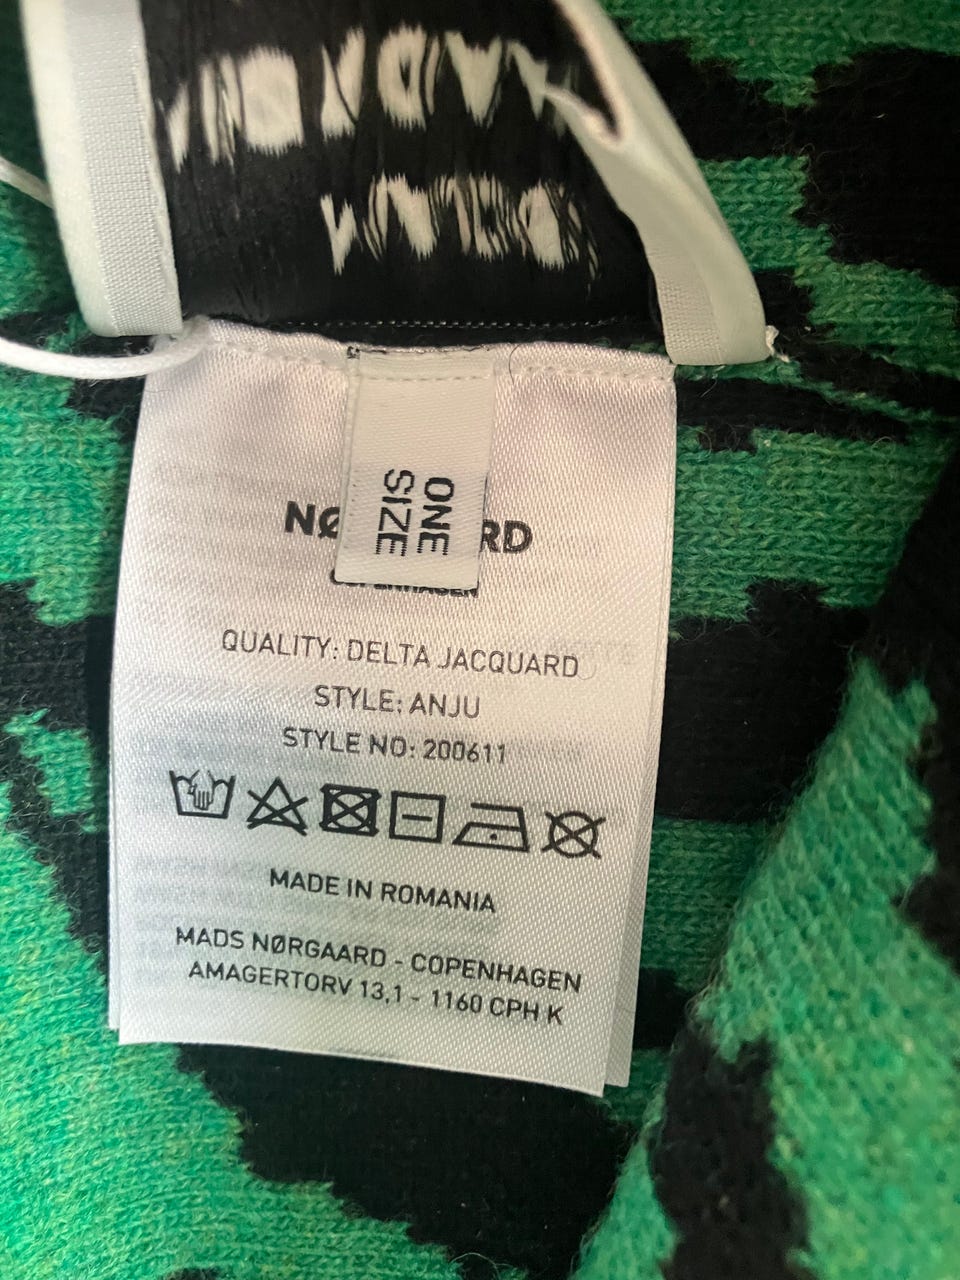 ONE
SIZE
QUALITY: DELTA JACQUARD
STYLE: ANJU
STYLE NO: 200611
MADE IN ROMANIA
MADS NØRGAARD - COPENHAGEN
AMAGERTORV 13,1 - 1160 CPH K